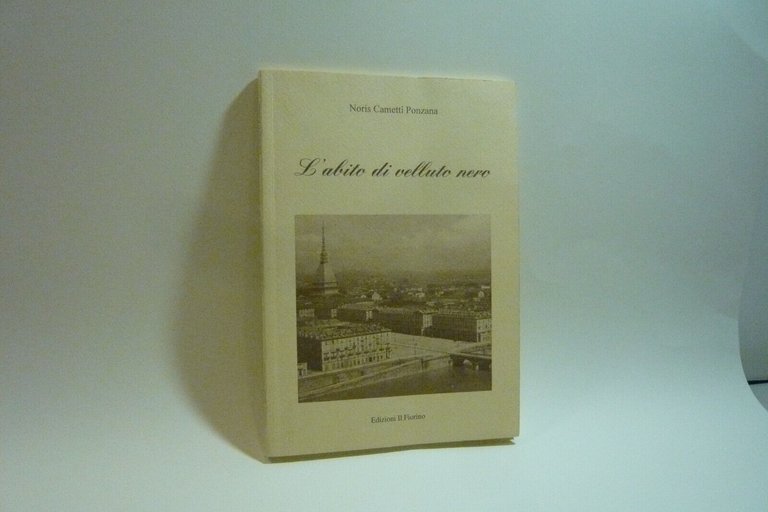 Noris Cametti Ponzana
L'abito di velluto nero
Edizioni Il Fiorino